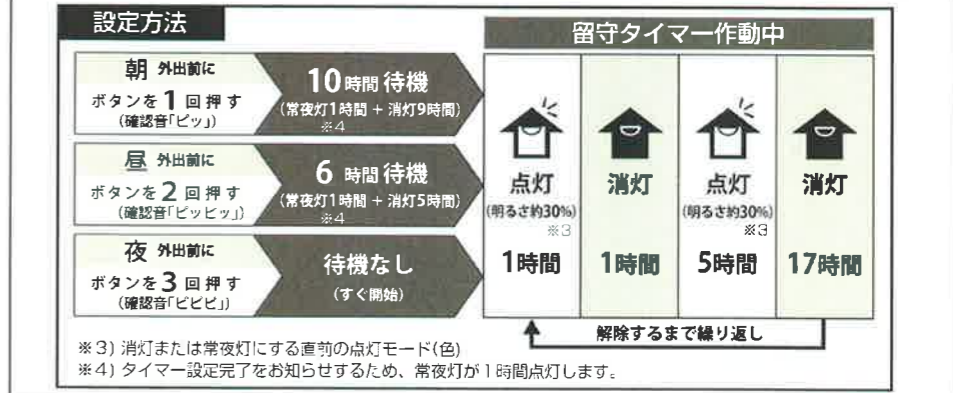 設定方法
留守タイマー作動中
朝 外出前に
ボタンを1回押す
(確認音「ピッ」)
10時間待機
(常夜灯1時間 + 消灯9時間)
※4
昼 外出前に
ボタンを2回押す
(確認音「ピッピッ」)
6時間待機
(常夜灯1時間 + 消灯5時間)
※4
夜 外出前に
ボタンを3回押す
(確認音「ピピピ」)
待機なし
(すぐ開始)
点灯
(明るさ約30%)
※3
1時間
消灯
1時間
点灯
(明るさ約30%)
※3
5時間
消灯
17時間
解除するまで繰り返し
※3) 消灯または常夜灯にする直前の点灯モード(色)
※4) タイマー設定完了をお知らせするため、常夜灯が1時間点灯します。